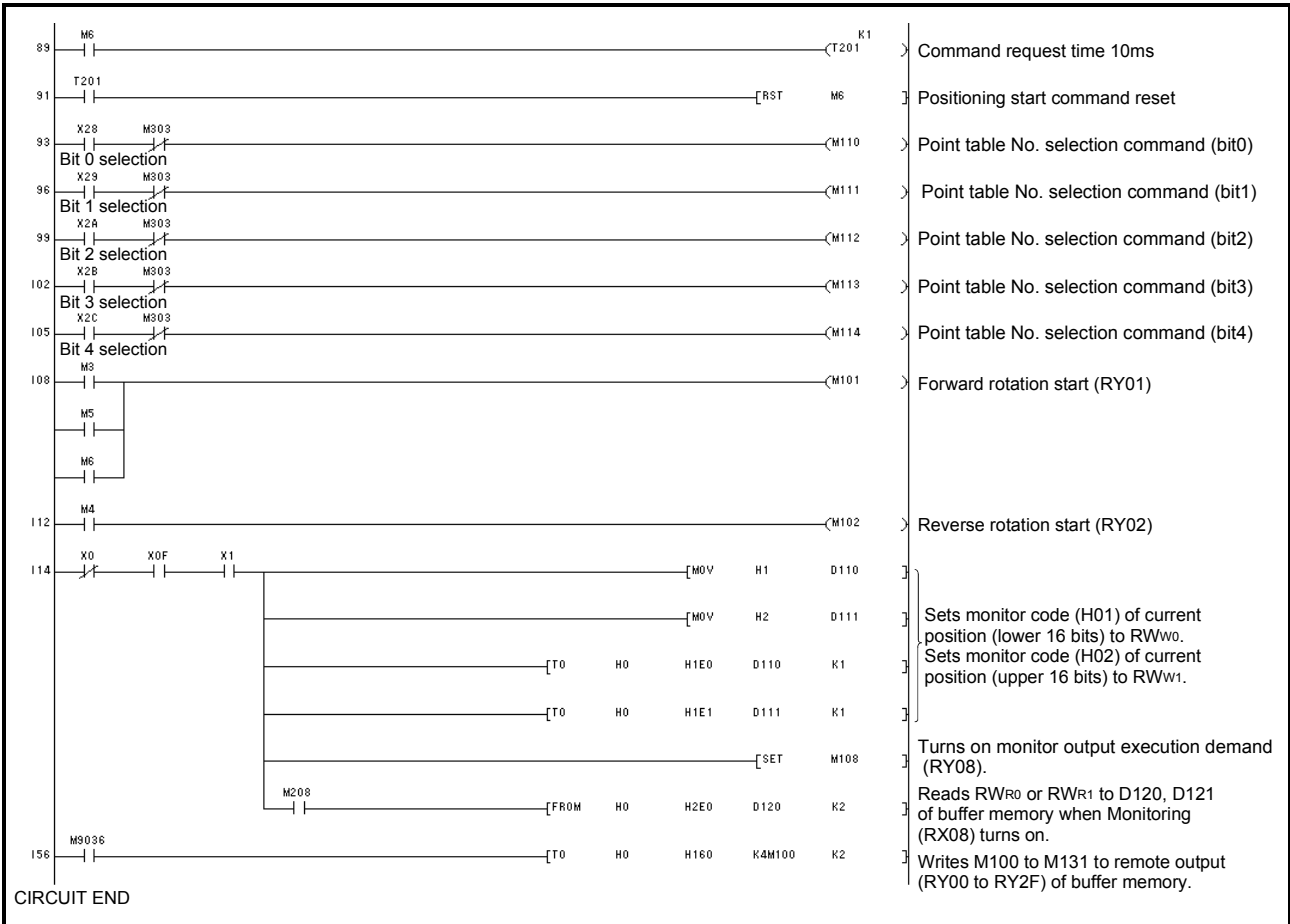 M6 K1
89 (T201 ) Command request time 10ms
T201
91 [RST M6 ] Positioning start command reset
X28 M303
93 (M110 ) Point table No. selection command (bit0)
Bit 0 selection
X29 M303
96 (M111 ) Point table No. selection command (bit1)
Bit 1 selection
X2A M303
99 (M112 ) Point table No. selection command (bit2)
Bit 2 selection
X2B M303
102 (M113 ) Point table No. selection command (bit3)
Bit 3 selection
X2C M303
105 (M114 ) Point table No. selection command (bit4)
Bit 4 selection
M3
108 (M101 ) Forward rotation start (RY01)
M5
M6
M4
112 (M102 ) Reverse rotation start (RY02)
X0 X0F X1
114 [MOV H1 D110 ]
[MOV H2 D111 ]
Sets monitor code (H01) of current
position (lower 16 bits) to RWW0.
Sets monitor code (H02) of current
position (upper 16 bits) to RWW1.
[TO H0 H1E0 D110 K1 ]
[TO H0 H1E1 D111 K1 ]
[SET M108 ]
Turns on monitor output execution demand
(RY08).
M208
[FROM H0 H2E0 D120 K2 ]
Reads RWR0 or RWR1 to D120, D121
of buffer memory when Monitoring
(RX08) turns on.
M9036
156 [TO H0 H160 K4M100 K2 ]
Writes M100 to M131 to remote output
(RY00 to RY2F) of buffer memory.
CIRCUIT END